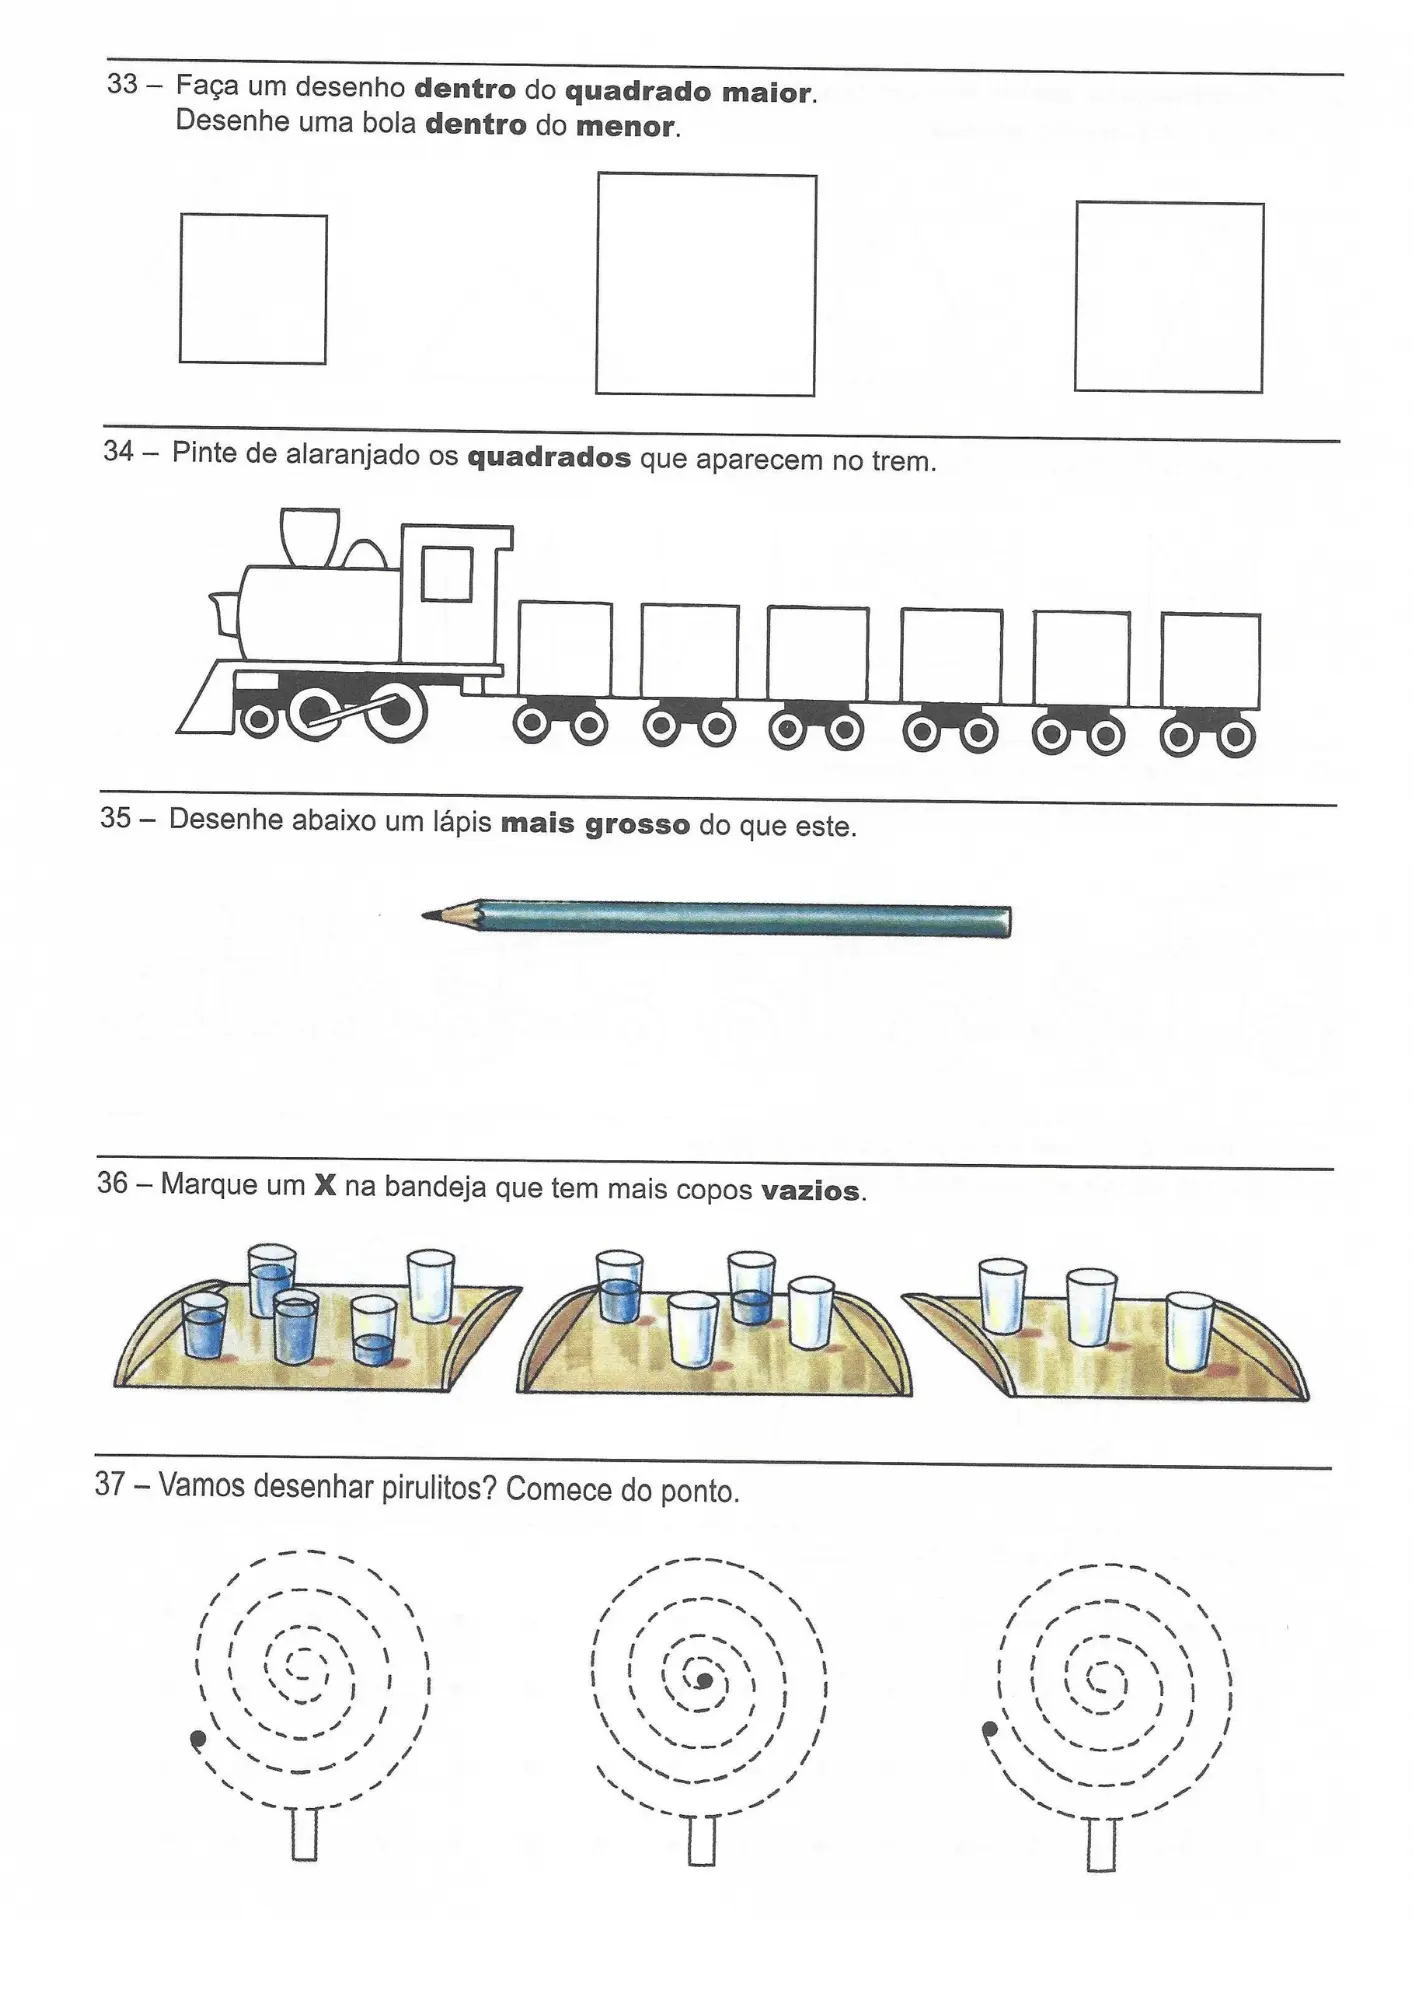 33 – Faça um desenho dentro do quadrado maior.
Desenhe uma bola dentro do menor.
34 – Pinte de alaranjado os quadrados que aparecem no trem.
35 – Desenhe abaixo um lápis mais grosso do que este.
36 – Marque um X na bandeja que tem mais copos vazios.
37 – Vamos desenhar pirulitos? Comece do ponto.